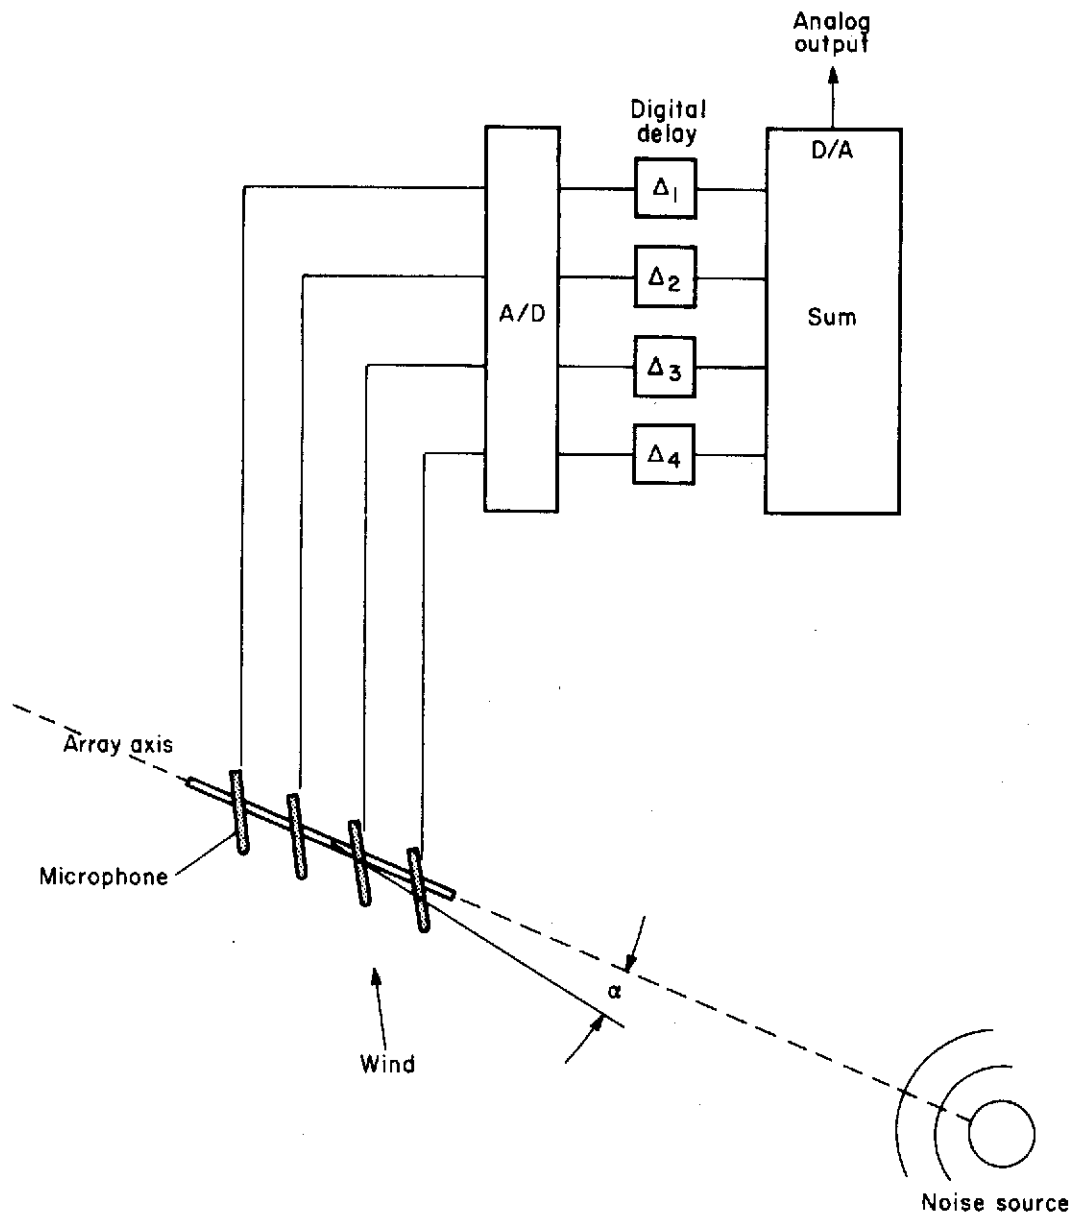 Analog
output
Digital
delay
D/A
Δ1
Δ2
A/D
Sum
Δ3
Δ4
Array axis
Microphone
α
Wind
Noise source